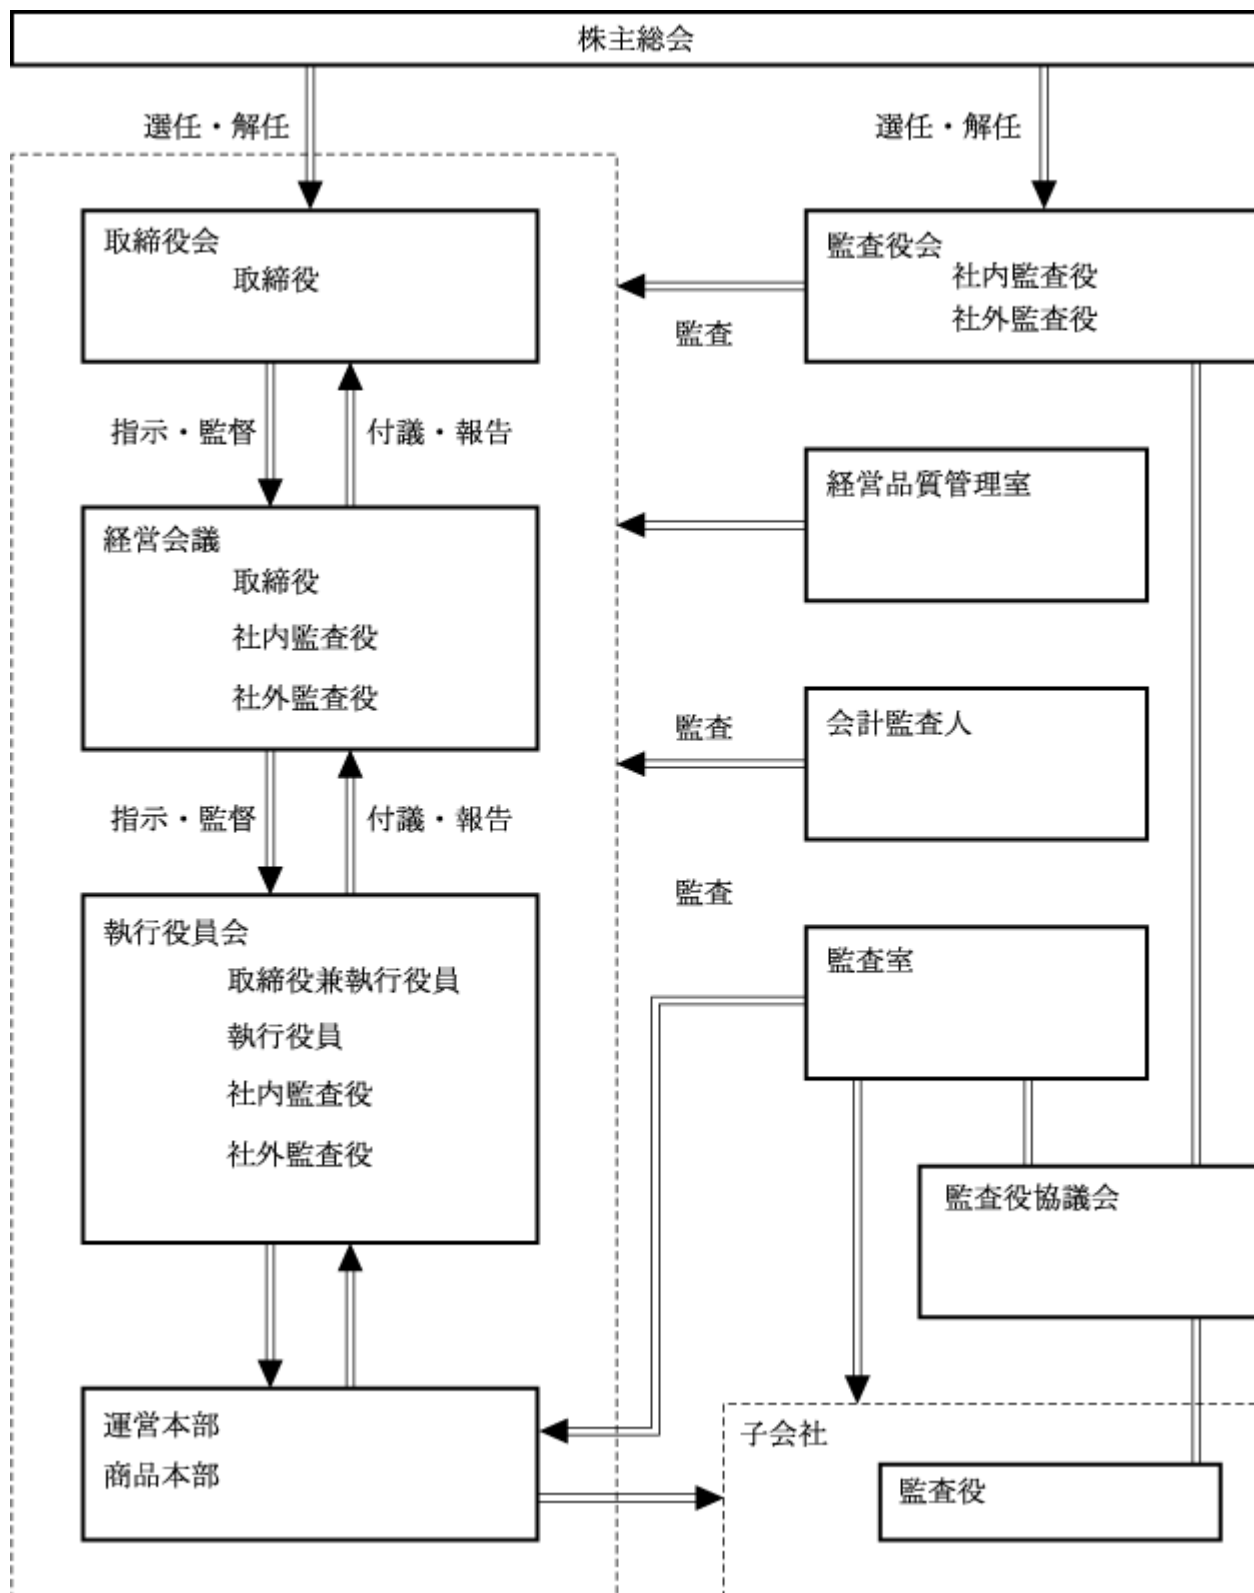 株主総会
選任・解任
選任・解任
取締役会
取締役
監査役会
社内監査役
社外監査役
監査
指示・監督
付議・報告
経営品質管理室
経営会議
取締役
社内監査役
社外監査役
監査
会計監査人
指示・監督
付議・報告
監査
執行役員会
取締役兼執行役員
執行役員
社内監査役
社外監査役
監査室
監査役協議会
運営本部
商品本部
子会社
監査役